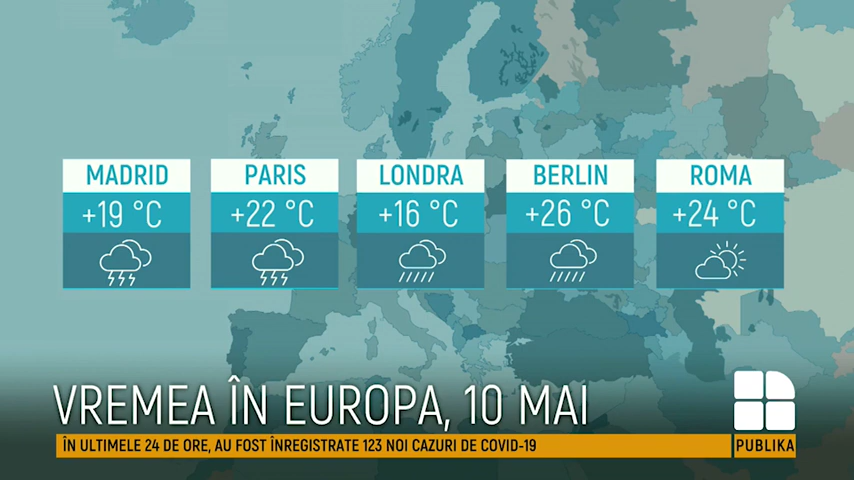 MADRID
+19 °C
PARIS
+22 °C
LONDRA
+16 °C
BERLIN
+26 °C
ROMA
+24 °C
VREMEA ÎN EUROPA, 10 MAI
ÎN ULTIMELE 24 DE ORE, AU FOST ÎNREGISTRATE 123 NOI CAZURI DE COVID-19
PUBLIKA